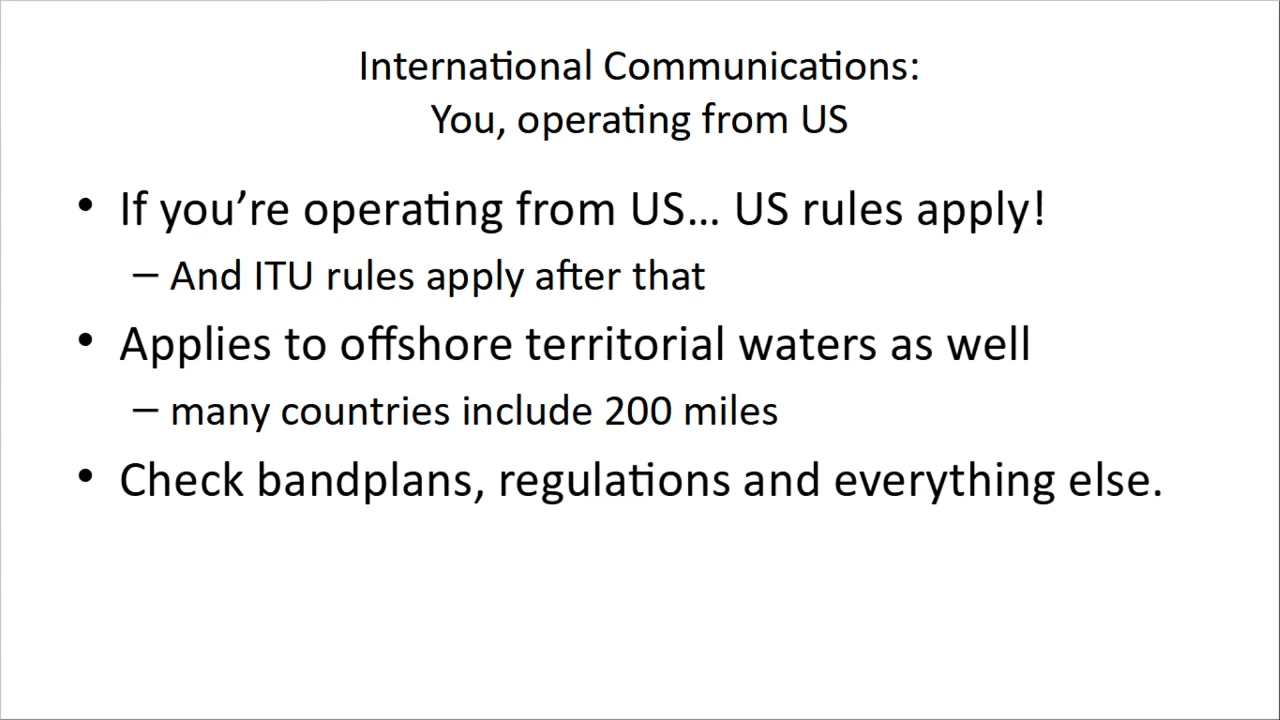 International Communications:
You, operating from US
• If you’re operating from US… US rules apply!
– And ITU rules apply after that
• Applies to offshore territorial waters as well
– many countries include 200 miles
• Check bandplans, regulations and everything else.